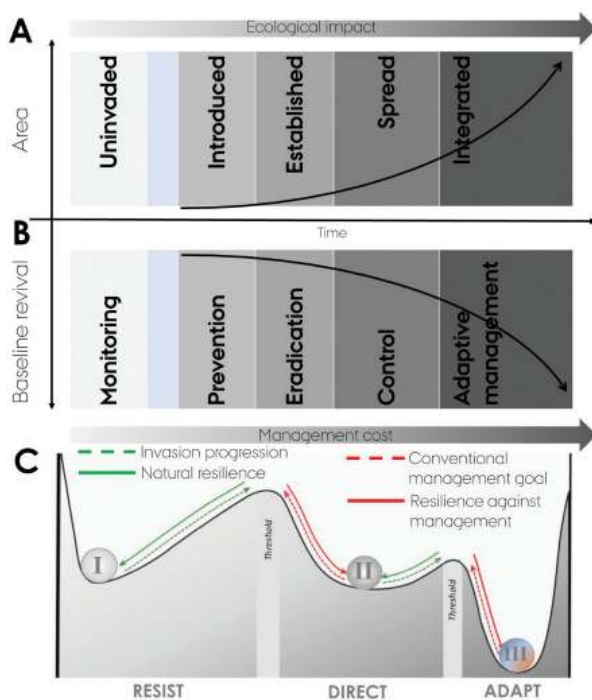 A
Ecological impact
Area
Uninvaded
Introduced
Established
Spread
Integrated
Time
B
Baseline revival
Monitoring
Prevention
Eradication
Control
Adaptive
management
Management cost
C
Invasion progression
Natural resilience
Conventional
management goal
Resilience against
management
I
Threshold
II
Threshold
III
RESIST
DIRECT
ADAPT